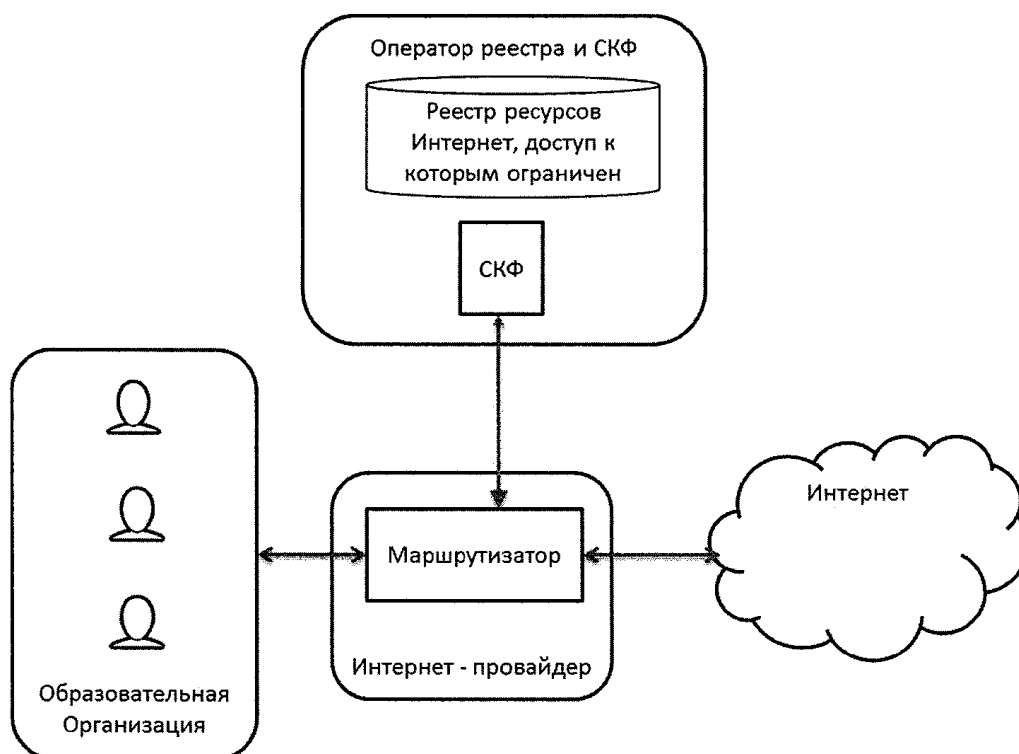 Оператор реестра и СКФ
Реестр ресурсов
Интернет, доступ к
которым ограничен
СКФ
Интернет
Маршрутизатор
Интернет - провайдер
Образовательная
Организация